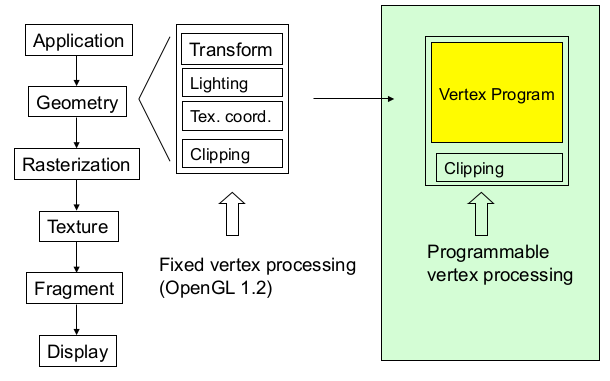 Application
Geometry
Rasterization
Texture
Fragment
Display
Transform
Lighting
Tex. coord.
Clipping
Fixed vertex processing
(OpenGL 1.2)
Vertex Program
Clipping
Programmable
vertex processing